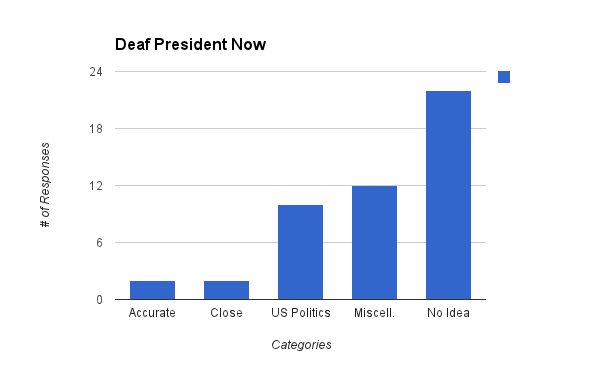 Deaf President Now
24
18
12
6
0
# of Responses
Accurate
Close
US Politics
Miscell.
No Idea
Categories